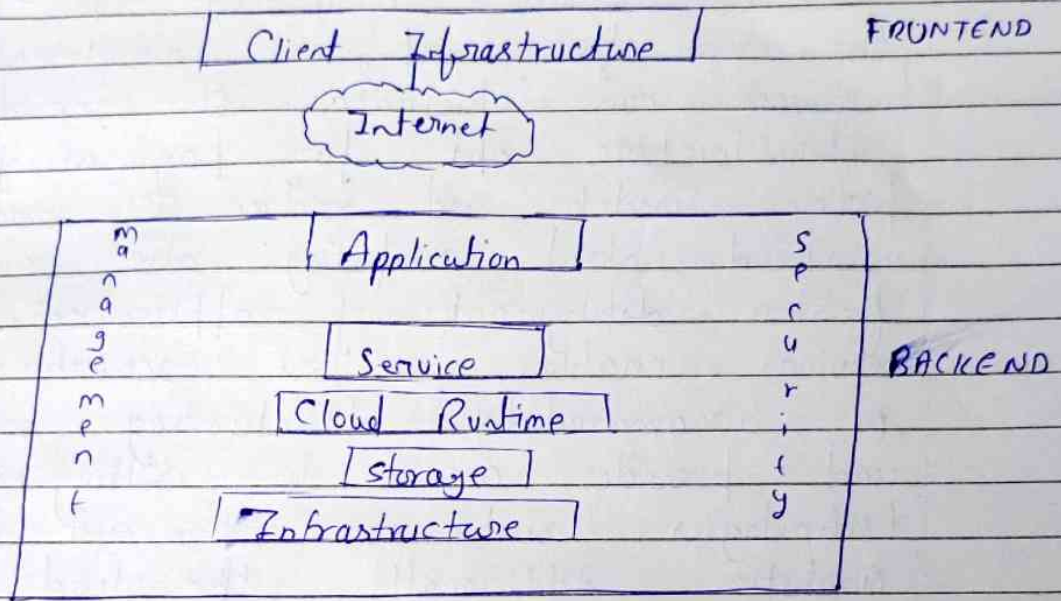 Client Infrastructure
FRONTEND
Internet
Management
Application
Security
Service
BACKEND
Cloud Runtime
Storage
Infrastructure